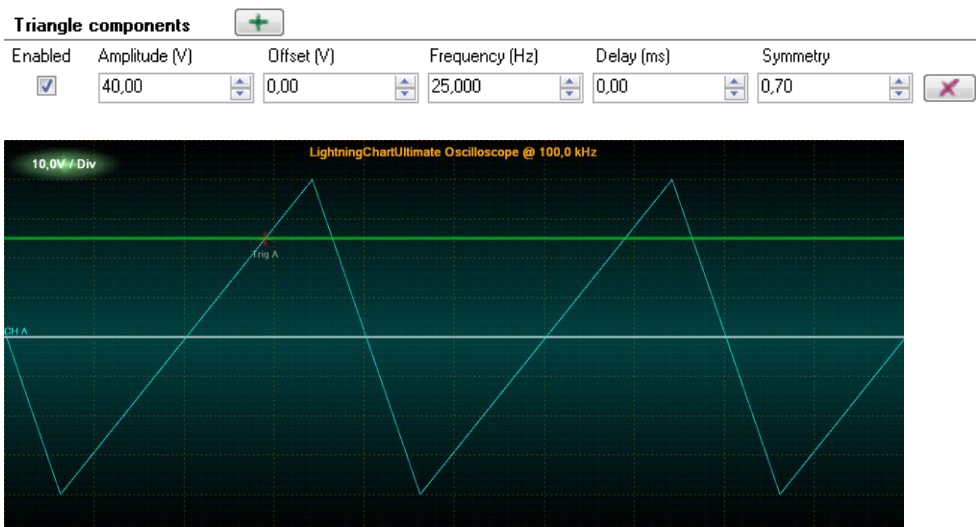 Triangle components
Enabled Amplitude (V) Offset (V) Frequency (Hz) Delay (ms) Symmetry
40,00 0,00 25,000 0,00 0,70
10,0V / Div LightningChartUltimate Oscilloscope @ 100,0 kHz
Trig A
CH A